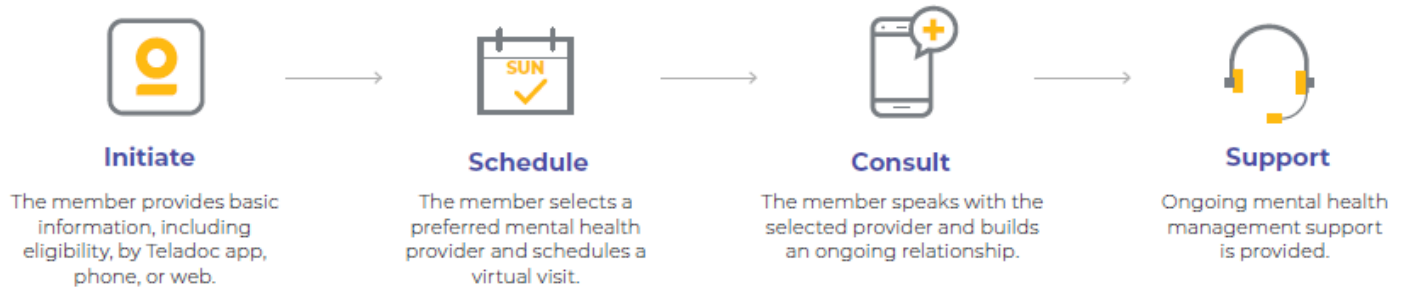 SUN
Initiate
The member provides basic
information, including
eligibility, by Teladoc app,
phone, or web.
Schedule
The member selects a
preferred mental health
provider and schedules a
virtual visit.
Consult
The member speaks with the
selected provider and builds
an ongoing relationship.
Support
Ongoing mental health
management support
is provided.